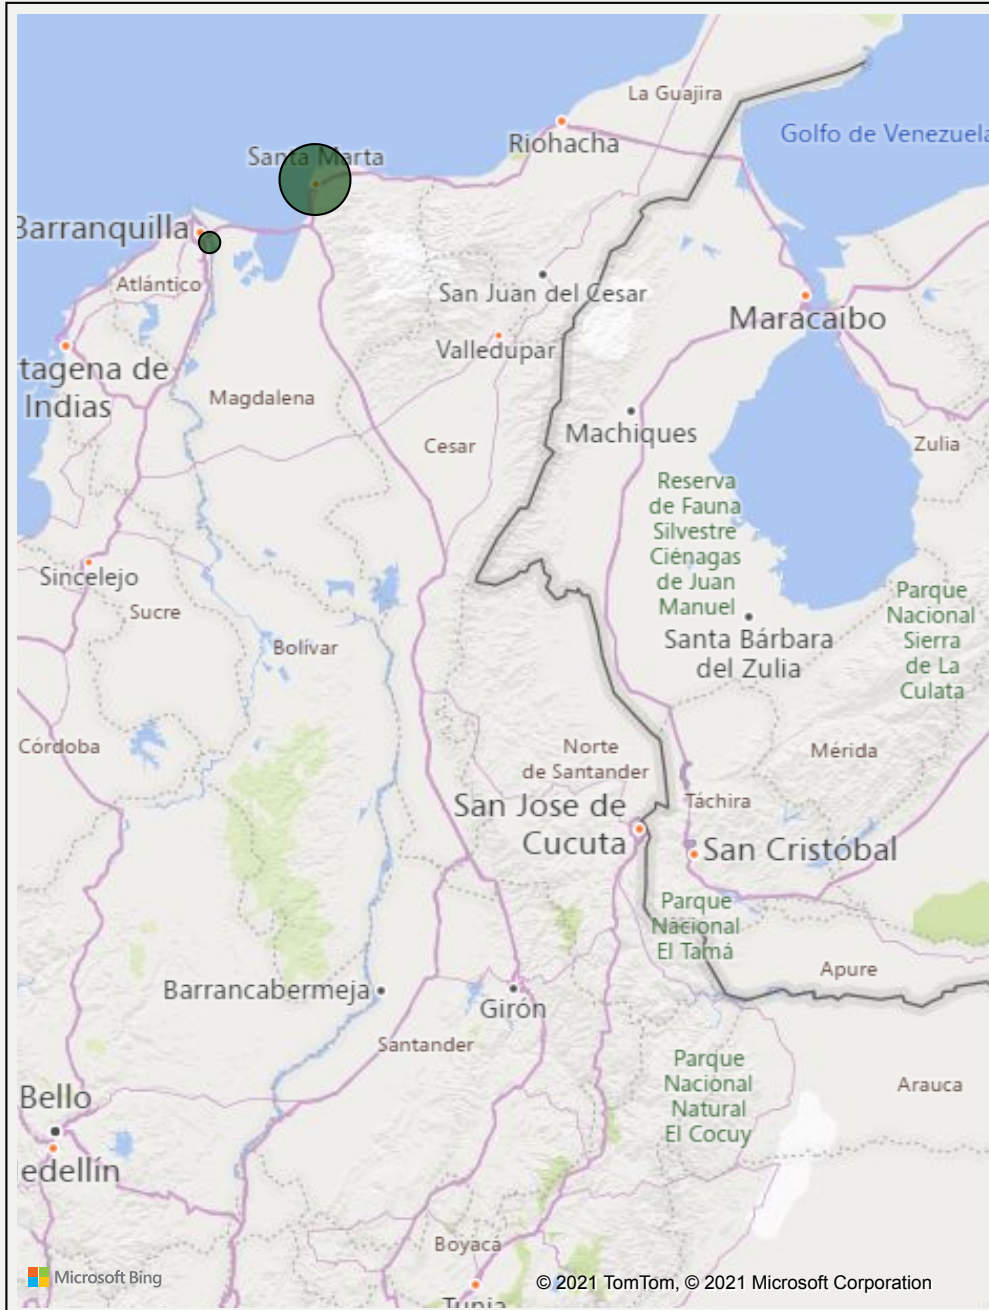 La Guajira
Golfo de Venezuela
Riohacha
Santa Marta
Barranquilla
Atlántico
San Juan del Cesar
Maracaibo
Valledupar
tagena de
Indias
Magdalena
Machiques
Cesar
Zulia
Reserva
de Fauna
Silvestre
Ciénagas
de Juan
Manuel
Sincelejo
Sucre
Parque
Nacional
Sierra
de La
Culata
Santa Bárbara
del Zulia
Bolívar
Córdoba
Norte
de Santander
Mérida
Táchira
San Jose de
Cucuta
San Cristóbal
Parque
Nacional
El Tamá
Apure
Barrancabermeja
Girón
Santander
Parque
Nacional
Natural
El Cocuy
Arauca
Bello
edellín
Boyacá
Tunja
Microsoft Bing
© 2021 TomTom, © 2021 Microsoft Corporation